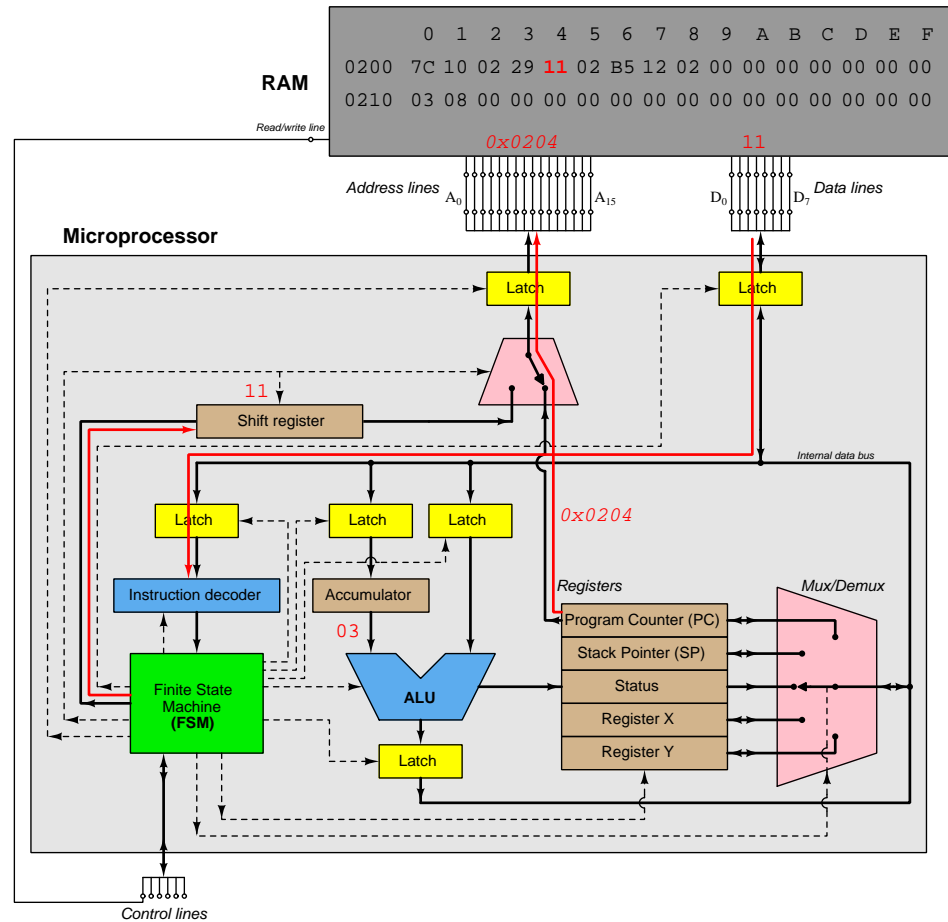 0 1 2 3 4 5 6 7 8 9 A B C D E F
0200 7C 10 02 29 11 02 B5 12 02 00 00 00 00 00 00 00
RAM
0210 03 08 00 00 00 00 00 00 00 00 00 00 00 00 00 00
Read/write line
0x0204 11
Address lines A0 A15 D0 D7 Data lines
Microprocessor
Latch Latch
11
Shift register
Internal data bus
Latch Latch Latch
0x0204
Registers Mux/Demux
Instruction decoder Accumulator
Program Counter (PC)
03
Stack Pointer (SP)
Finite State
Machine
(FSM)
ALU
Status
Register X
Register Y
Latch
Control lines